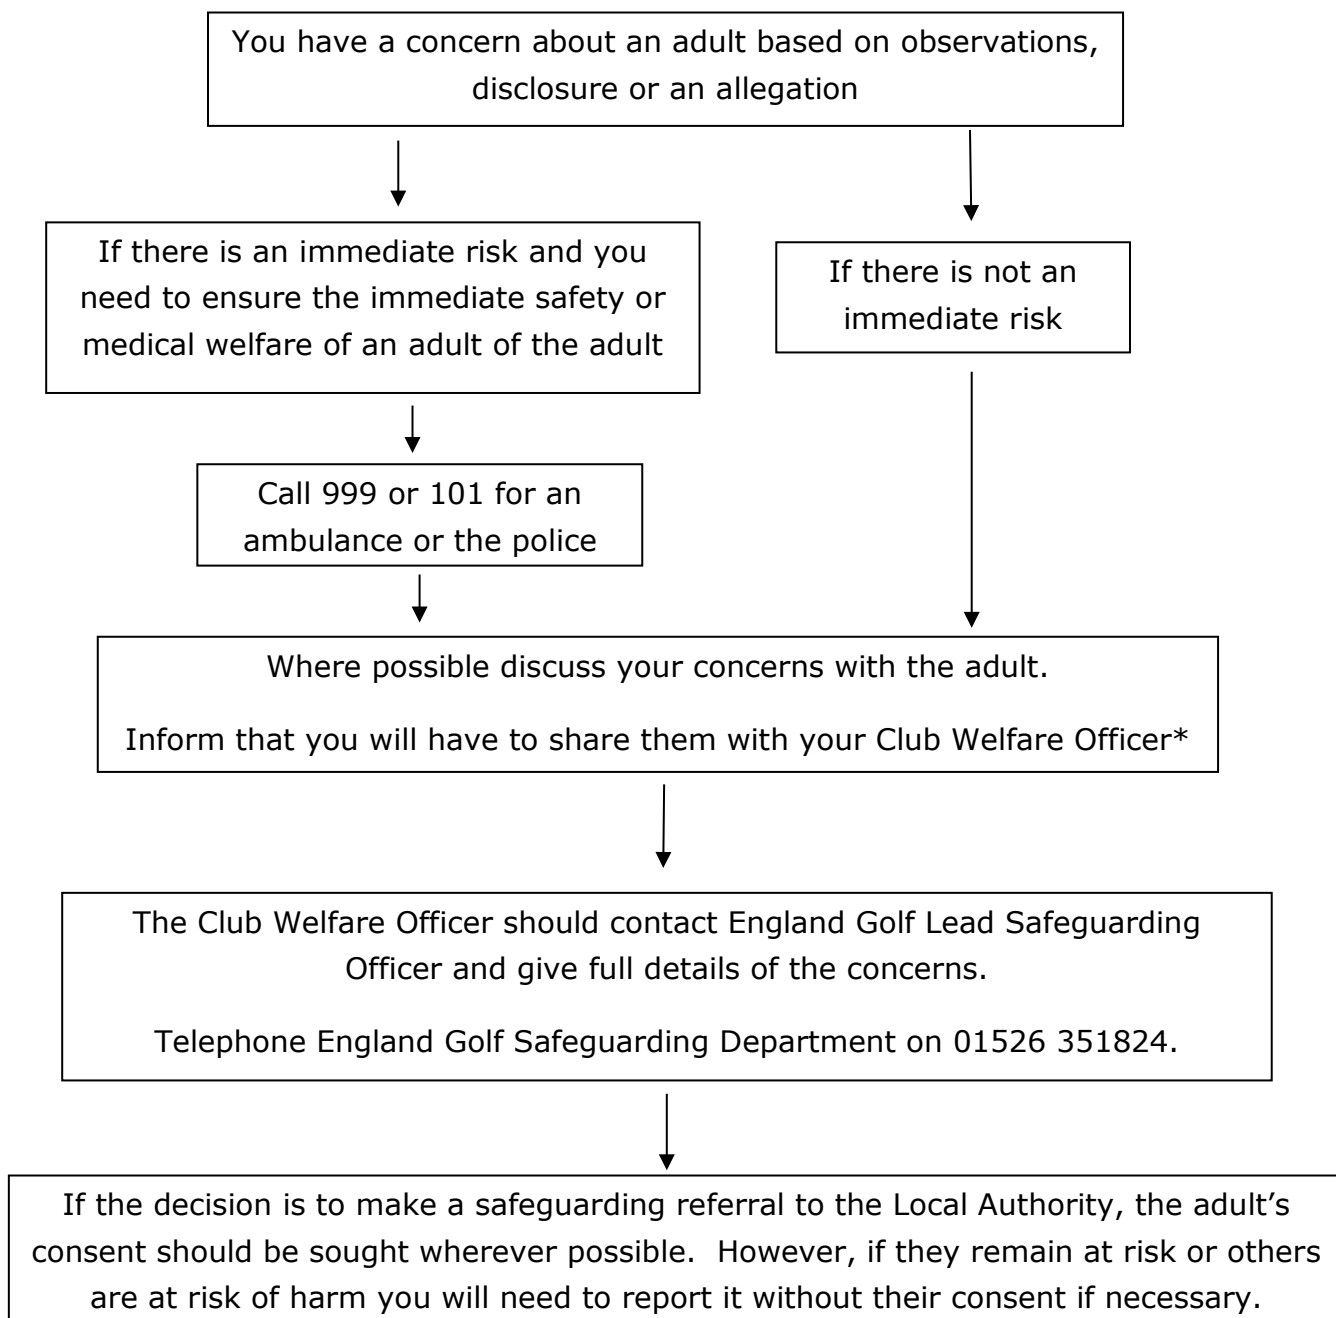 You have a concern about an adult based on observations,
disclosure or an allegation
If there is an immediate risk and you
need to ensure the immediate safety or
medical welfare of an adult of the adult
If there is not an
immediate risk
Call 999 or 101 for an
ambulance or the police
Where possible discuss your concerns with the adult.
Inform that you will have to share them with your Club Welfare Officer*
The Club Welfare Officer should contact England Golf Lead Safeguarding
Officer and give full details of the concerns.
Telephone England Golf Safeguarding Department on 01526 351824.
If the decision is to make a safeguarding referral to the Local Authority, the adult’s
consent should be sought wherever possible.  However, if they remain at risk or others
are at risk of harm you will need to report it without their consent if necessary.